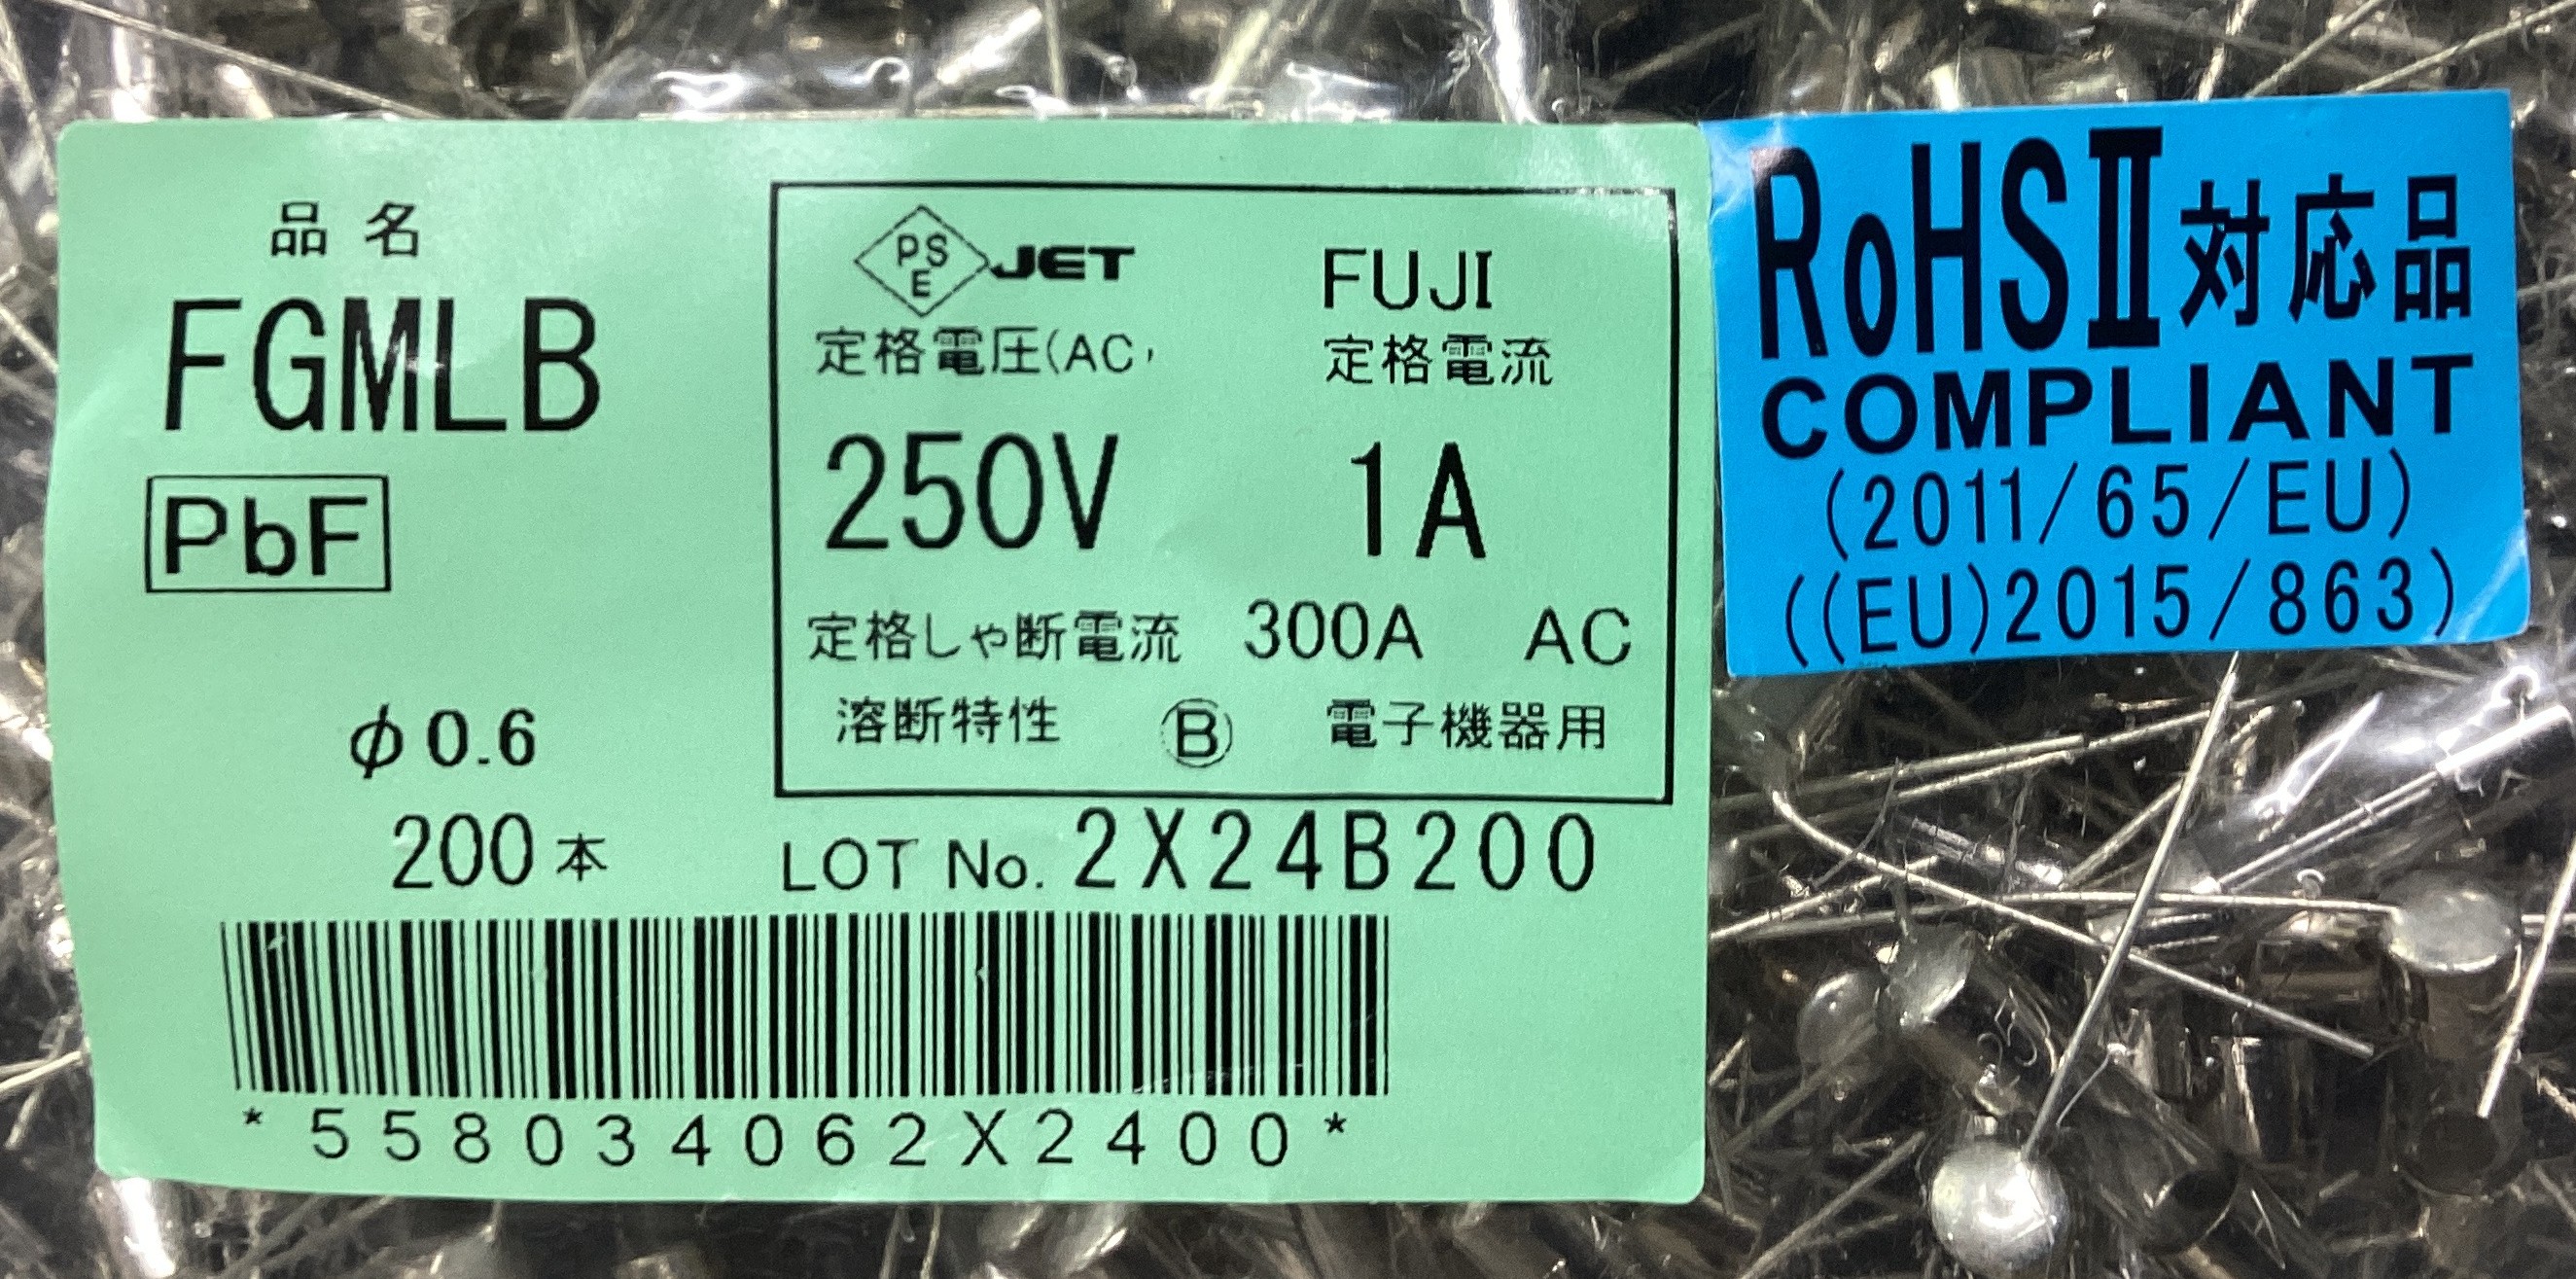 品名
FGMLB
PbF
φ0.6
200本
PSE JET
FUJI
定格電圧(AC,
定格電流
250V
1A
定格しゃ断電流 300A AC
溶断特性 Ⓑ 電子機器用
LOT No. 2X24B200
*558034062X2400*
RoHSⅡ対応品
COMPLIANT
(2011/65/EU)
((EU)2015/863)